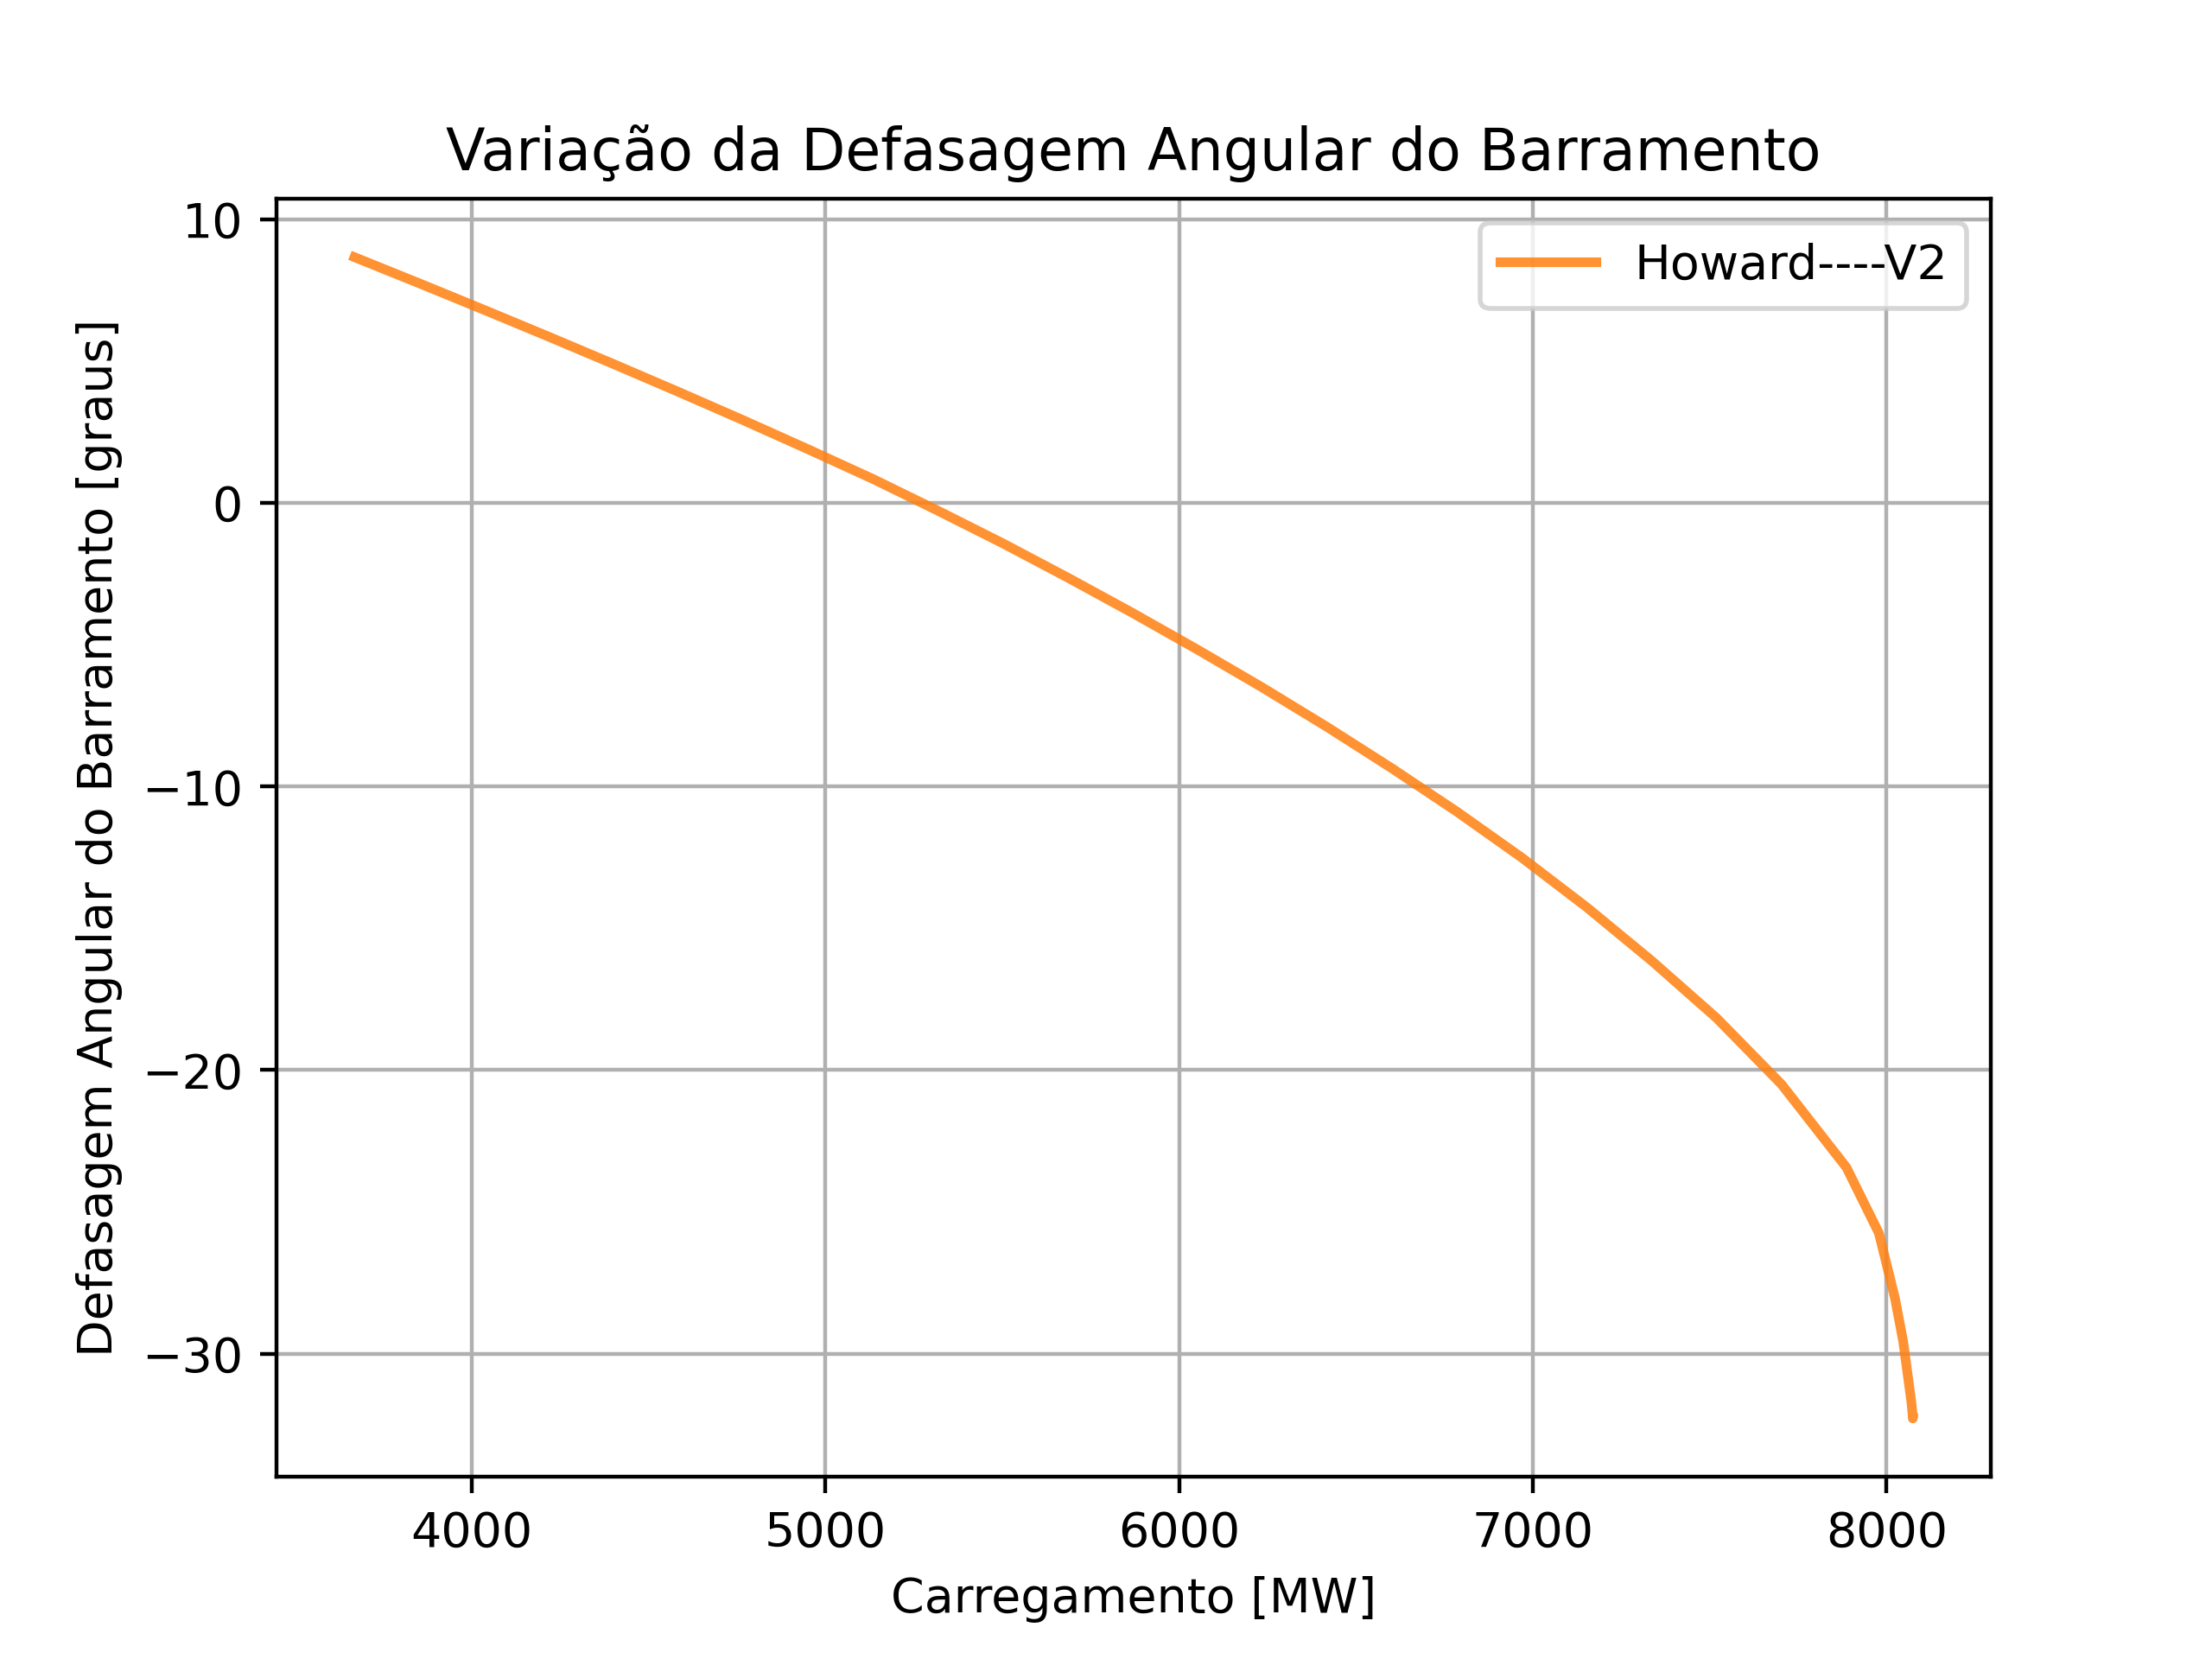 Variação da Defasagem Angular do Barramento
Howard----V2
Defasagem Angular do Barramento [graus]
10
0
−10
−20
−30
4000 5000 6000 7000 8000
Carregamento [MW]